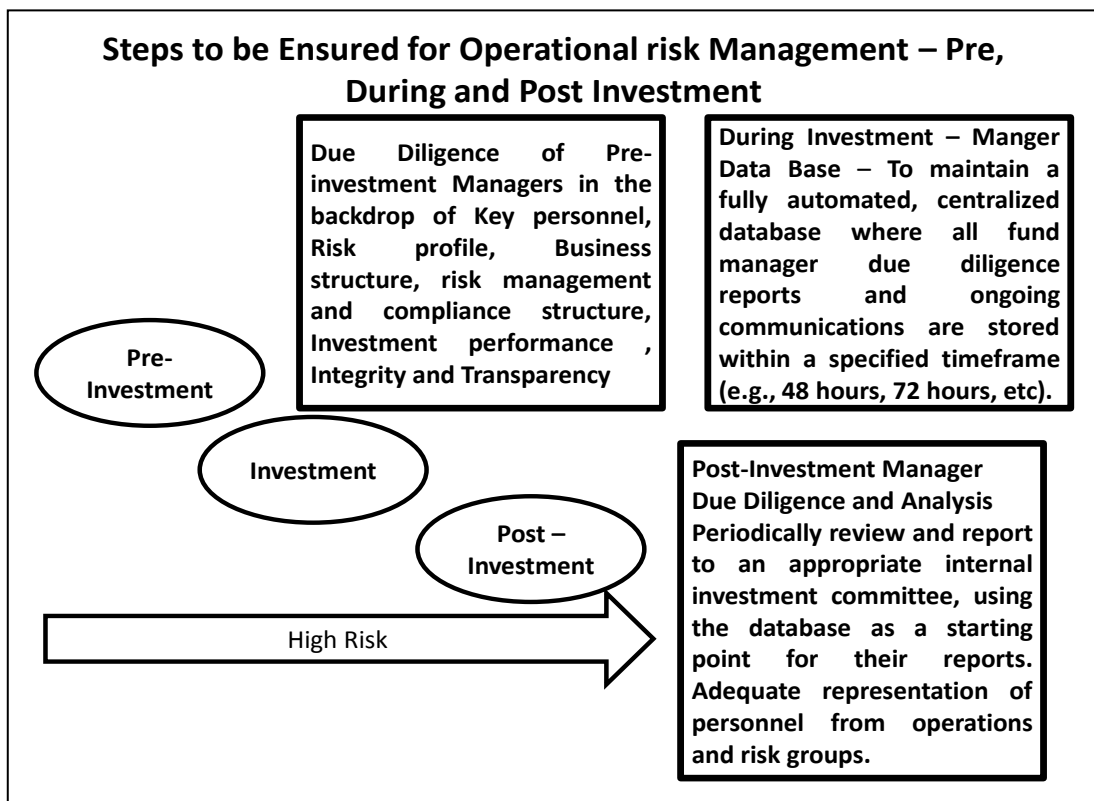 Steps to be Ensured for Operational risk Management – Pre,
During and Post Investment
Due Diligence of Pre-
investment Managers in the
backdrop of Key personnel,
Risk profile, Business
structure, risk management
and compliance structure,
Investment performance ,
Integrity and Transparency
During Investment – Manger
Data Base – To maintain a
fully automated, centralized
database where all fund
manager due diligence
reports and ongoing
communications are stored
within a specified timeframe
(e.g., 48 hours, 72 hours, etc).
Pre-
Investment
Investment
Post –
Investment
High Risk
Post-Investment Manager
Due Diligence and Analysis
Periodically review and report
to an appropriate internal
investment committee, using
the database as a starting
point for their reports.
Adequate representation of
personnel from operations
and risk groups.